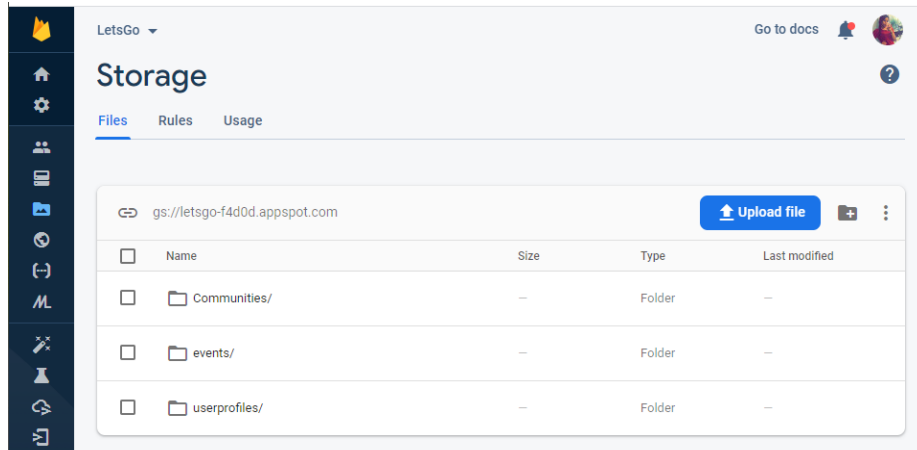 LetsGo
Go to docs
Storage
Files Rules Usage
gs://letsgo-f4d0d.appspot.com
Upload file
Name Size Type Last modified
Communities/ — Folder —
events/ — Folder —
userprofiles/ — Folder —